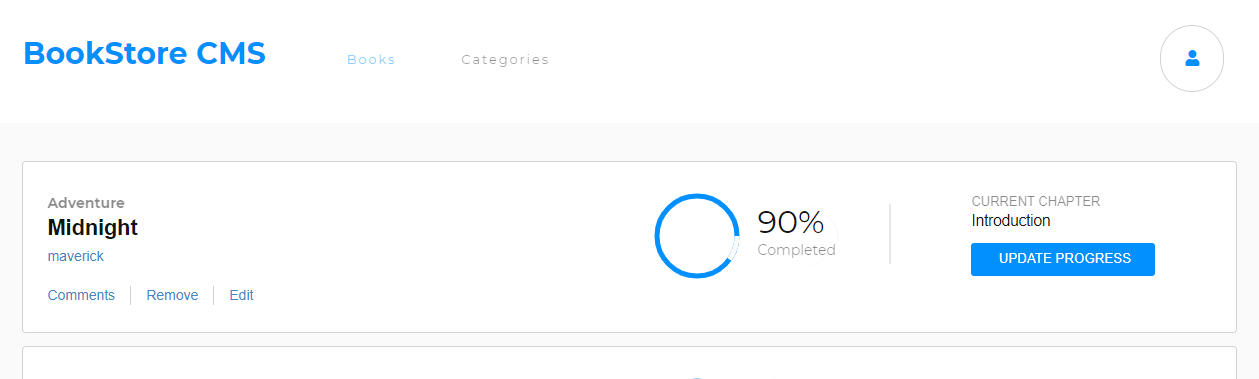 BookStore CMS
Books
Categories
Adventure
Midnight
maverick
Comments
Remove
Edit
90%
Completed
CURRENT CHAPTER
Introduction
UPDATE PROGRESS